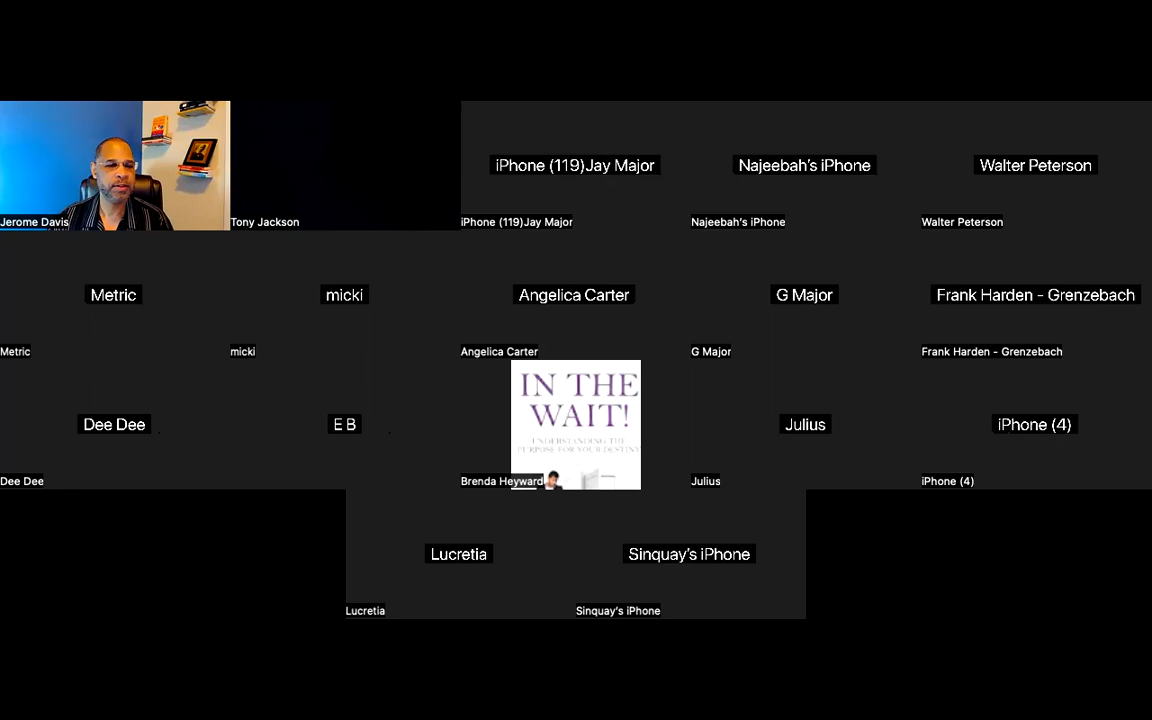 Jerome Davis
Tony Jackson
iPhone (119)Jay Major
iPhone (119)Jay Major
Najeebah's iPhone
Najeebah's iPhone
Walter Peterson
Walter Peterson
Metric
Metric
micki
micki
Angelica Carter
Angelica Carter
G Major
G Major
Frank Harden - Grenzebach
Frank Harden - Grenzebach
Dee Dee
Dee Dee
E B
IN THE
WAIT!
UNDERSTANDING THE
PURPOSE FOR YOUR DESTINY
Brenda Heyward
Julius
Julius
iPhone (4)
iPhone (4)
Lucretia
Lucretia
Sinquay's iPhone
Sinquay's iPhone